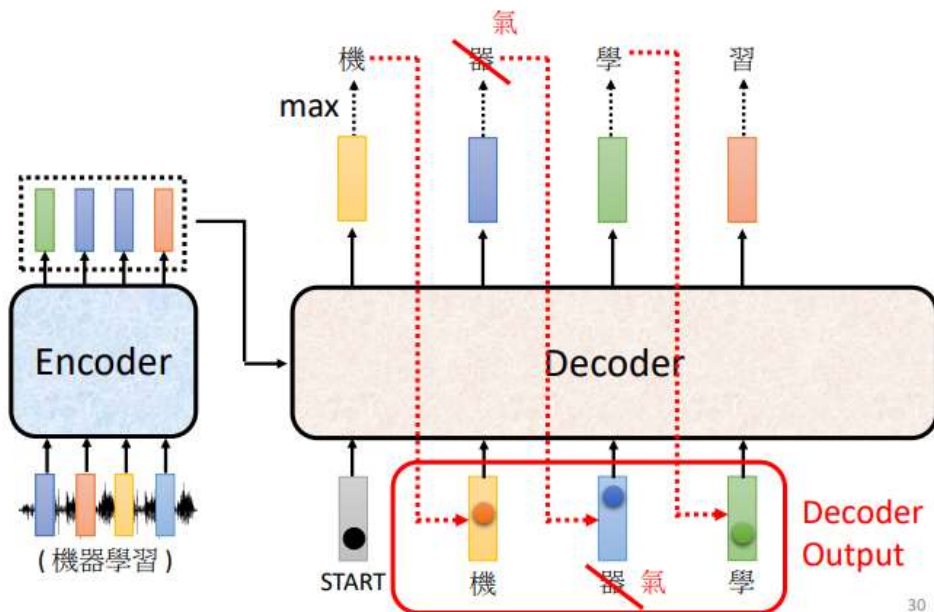 氣
機 器 學 習
max
Encoder
Decoder
(機器學習)
START 機 器 氣 學
Decoder
Output
30